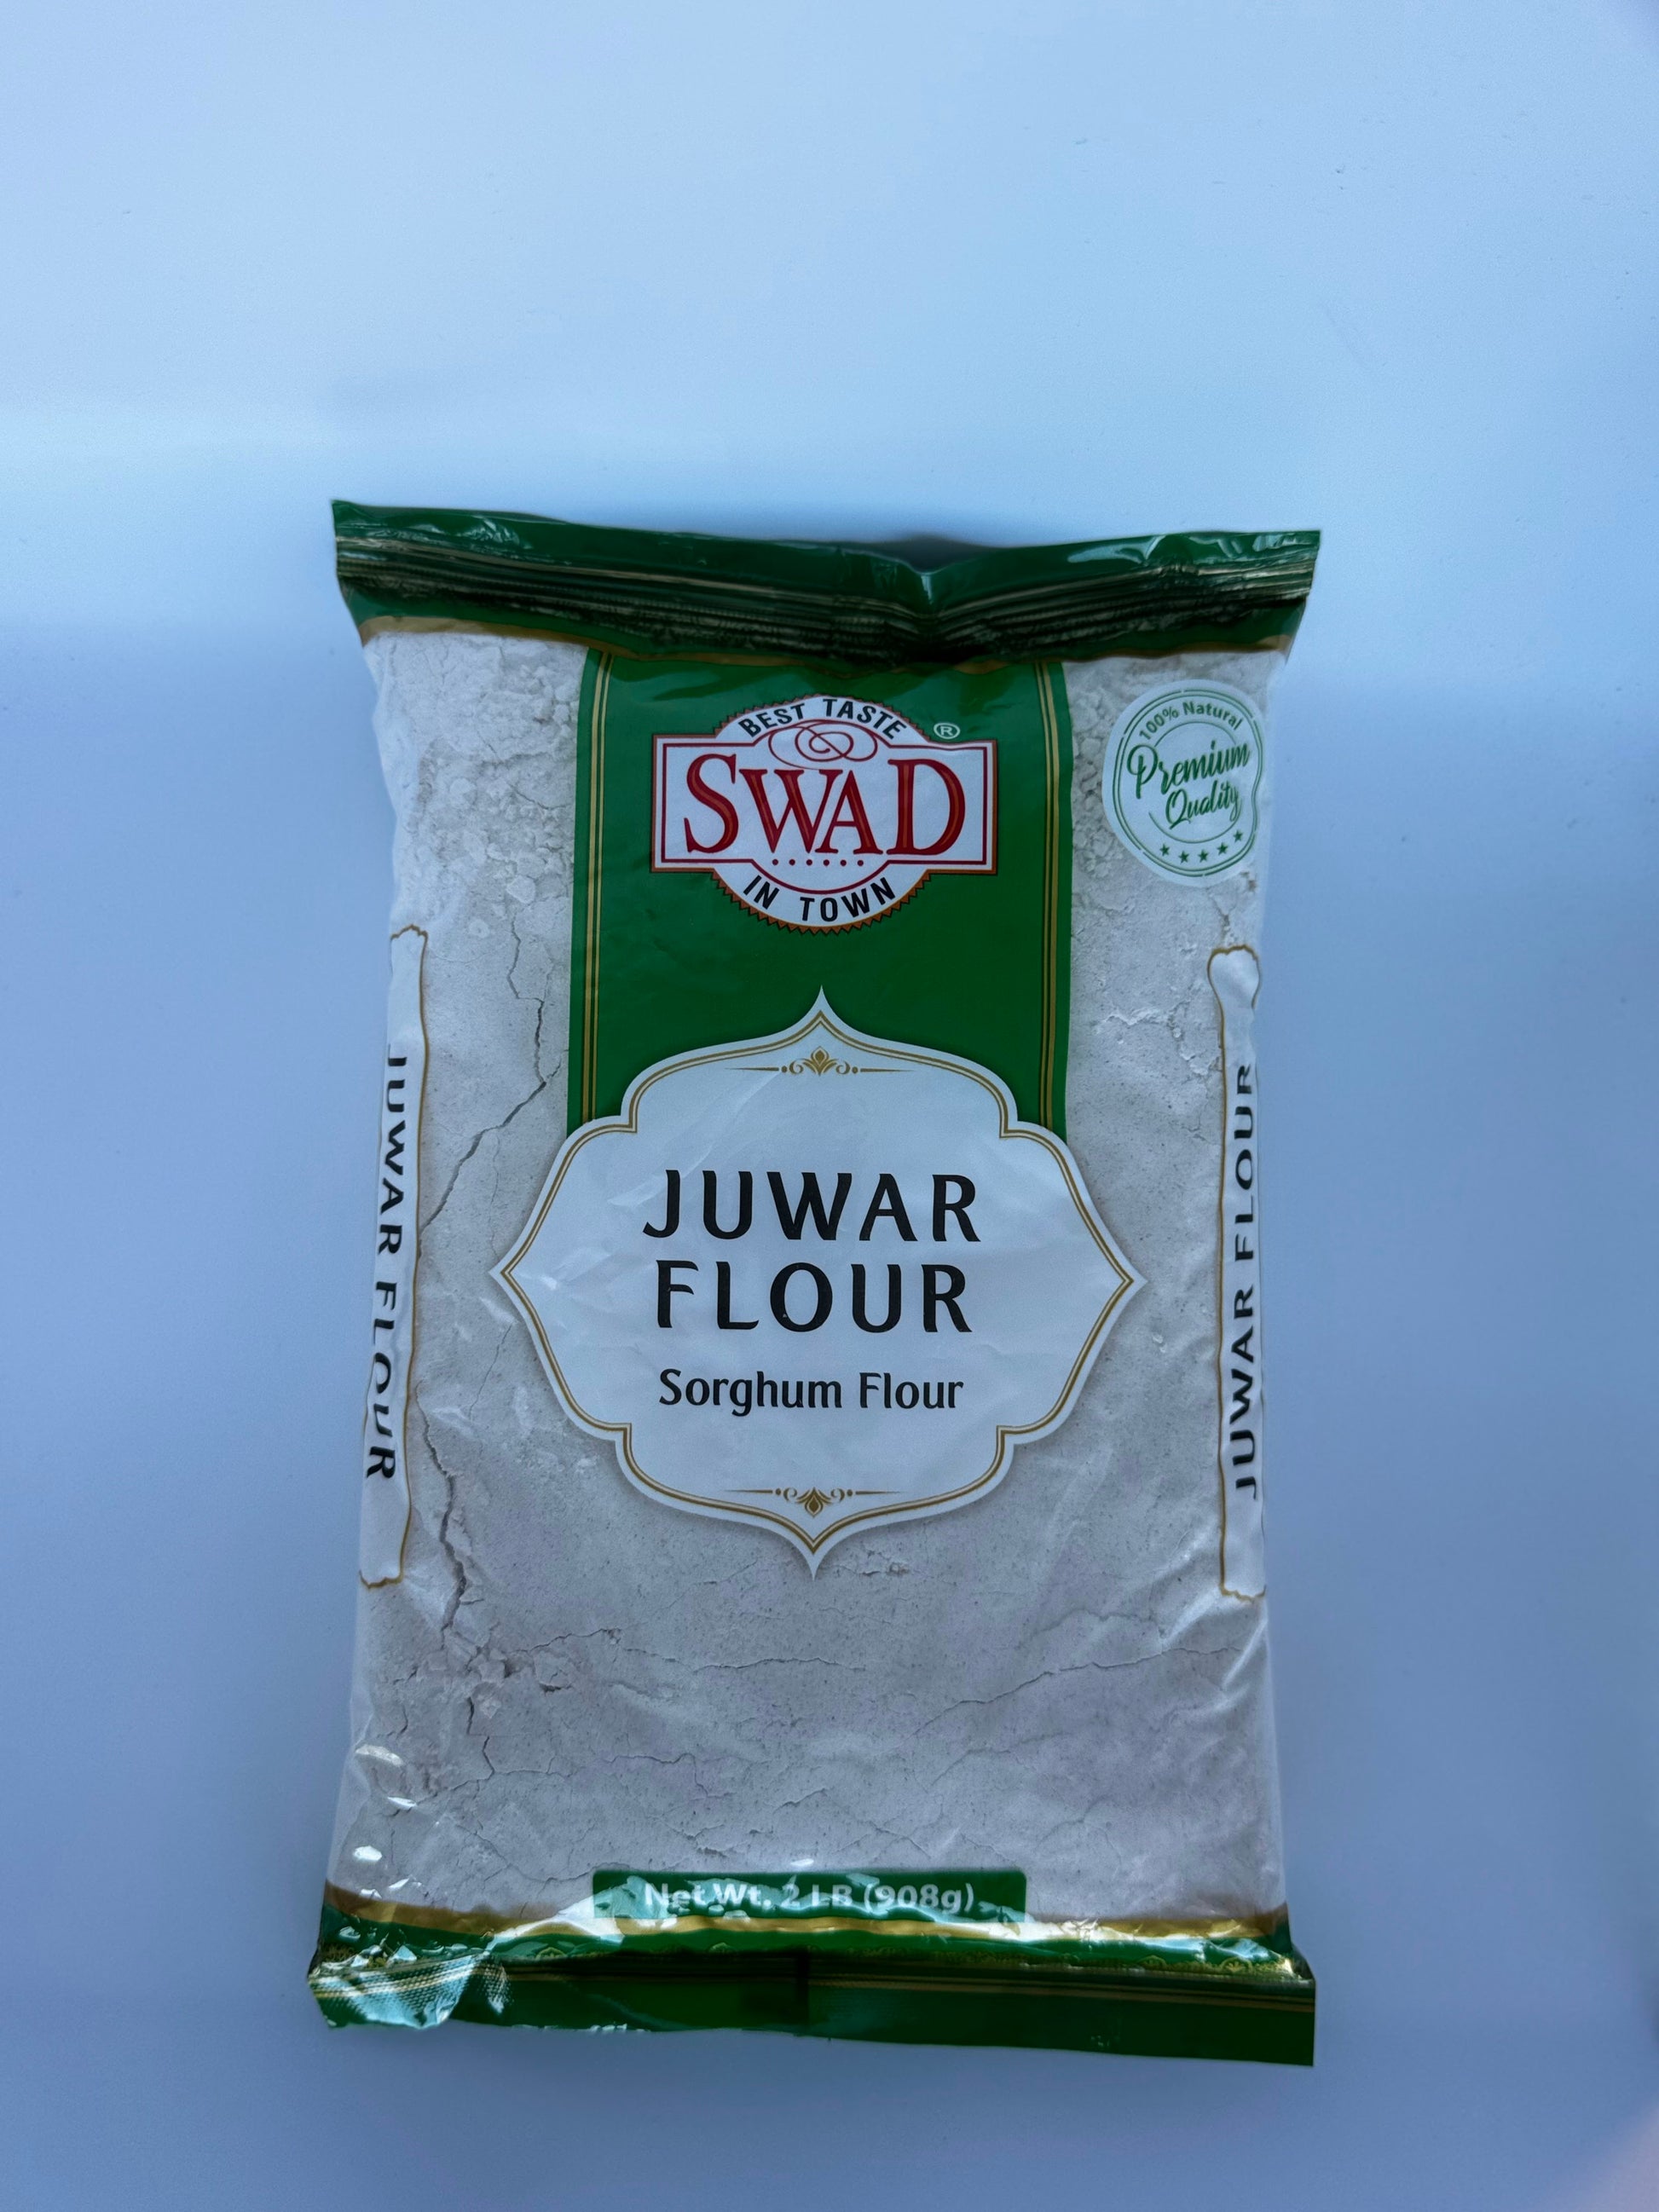 BEST TASTE
®
SWAD
IN TOWN
100% Natural
Premium
Quality
JUWAR FLOUR
JUWAR
FLOUR
Sorghum Flour
JUWAR FLOUR
Net Wt. 2 LB (908g)